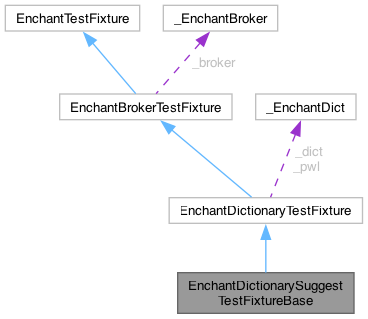 EnchantTestFixture
_EnchantBroker
_broker
EnchantBrokerTestFixture
_EnchantDict
_dict
_pwl
EnchantDictionaryTestFixture
EnchantDictionarySuggest
TestFixtureBase